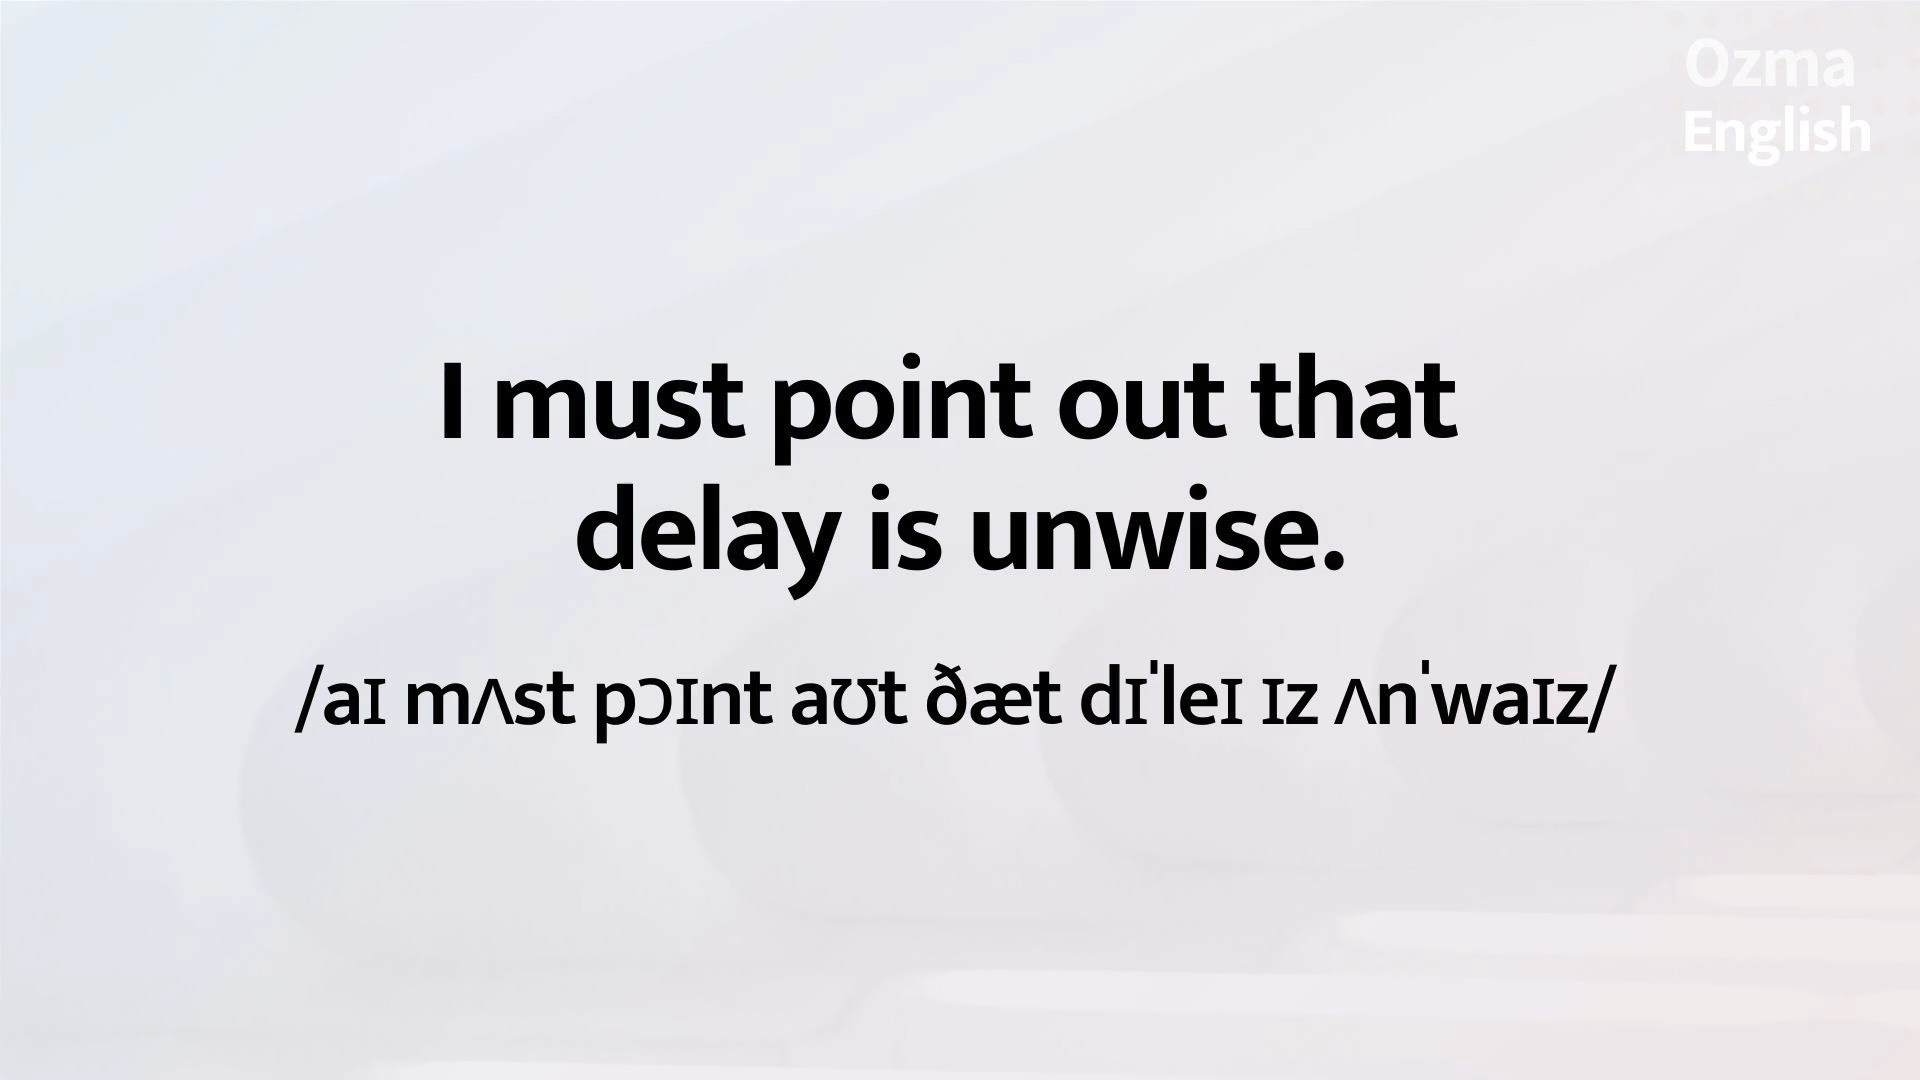 Ozma
English
I must point out that
delay is unwise.
/aɪ mʌst pɔɪnt aʊt ðæt dɪˈleɪ ɪz ʌnˈwaɪz/